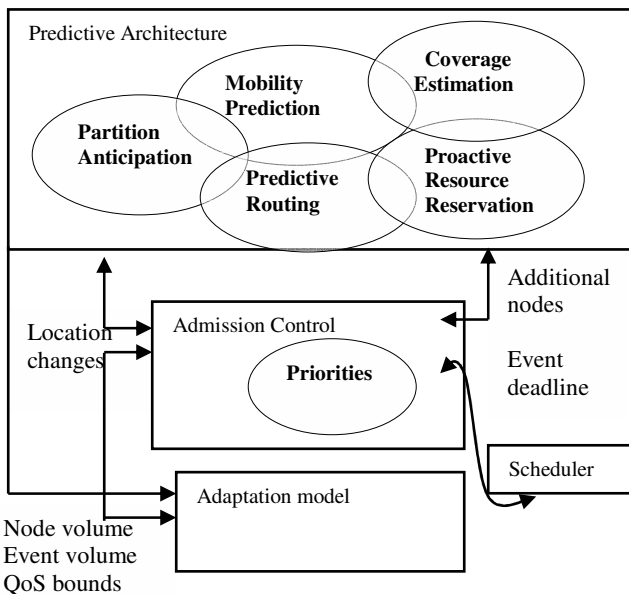 Predictive Architecture
Mobility
Prediction
Coverage
Estimation
Partition
Anticipation
Predictive
Routing
Proactive
Resource
Reservation
Location
changes
Admission Control
Priorities
Additional
nodes
Event
deadline
Scheduler
Adaptation model
Node volume
Event volume
QoS bounds